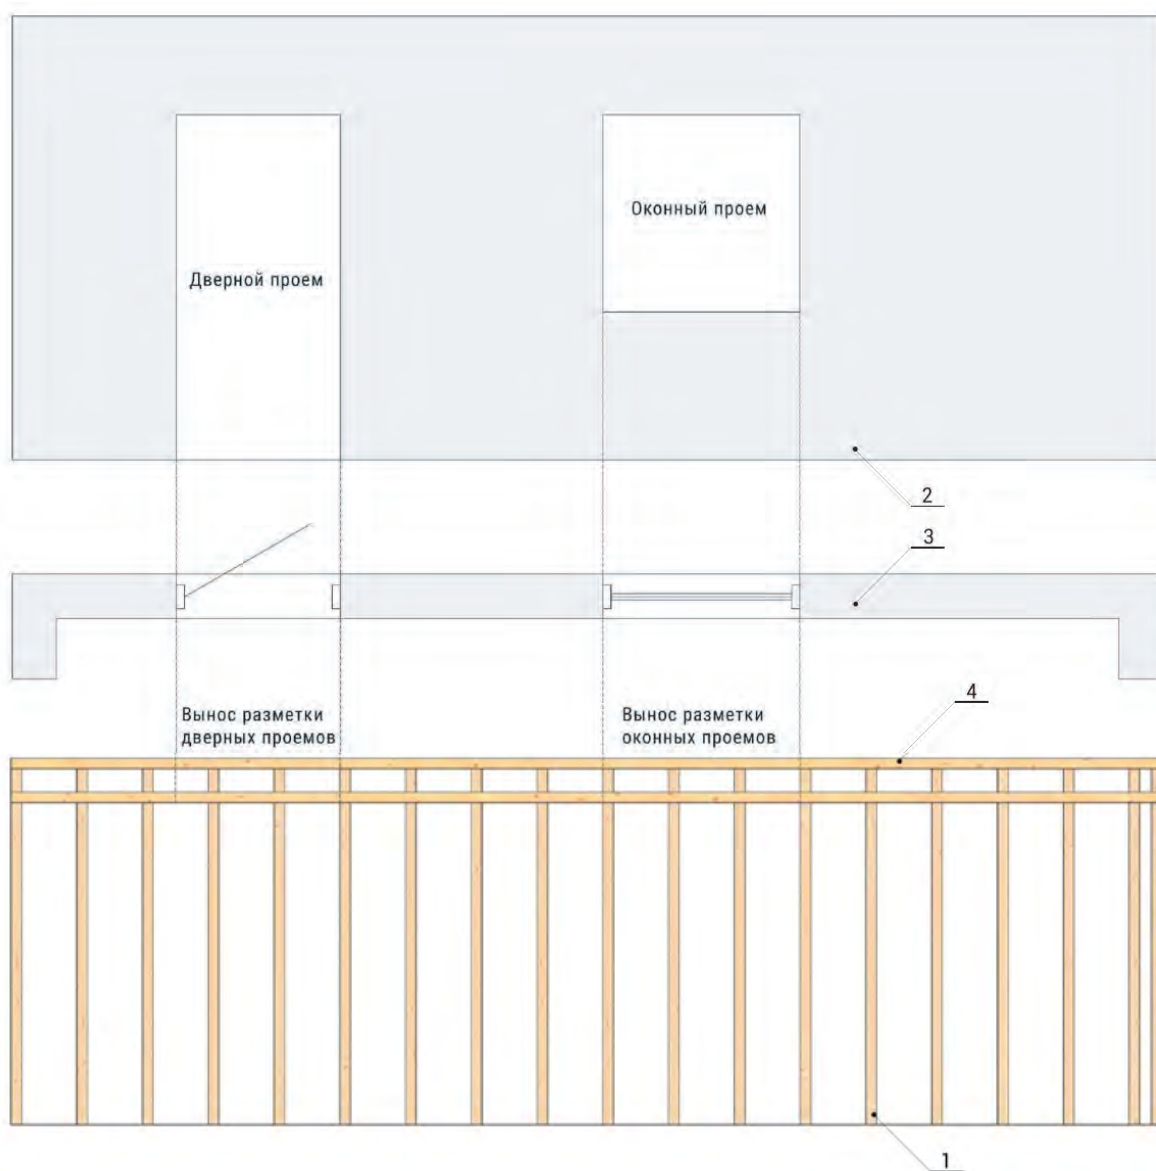 Оконный проем
Дверной проем
2
3
4
Вынос разметки
дверных проемов
Вынос разметки
оконных проемов
1